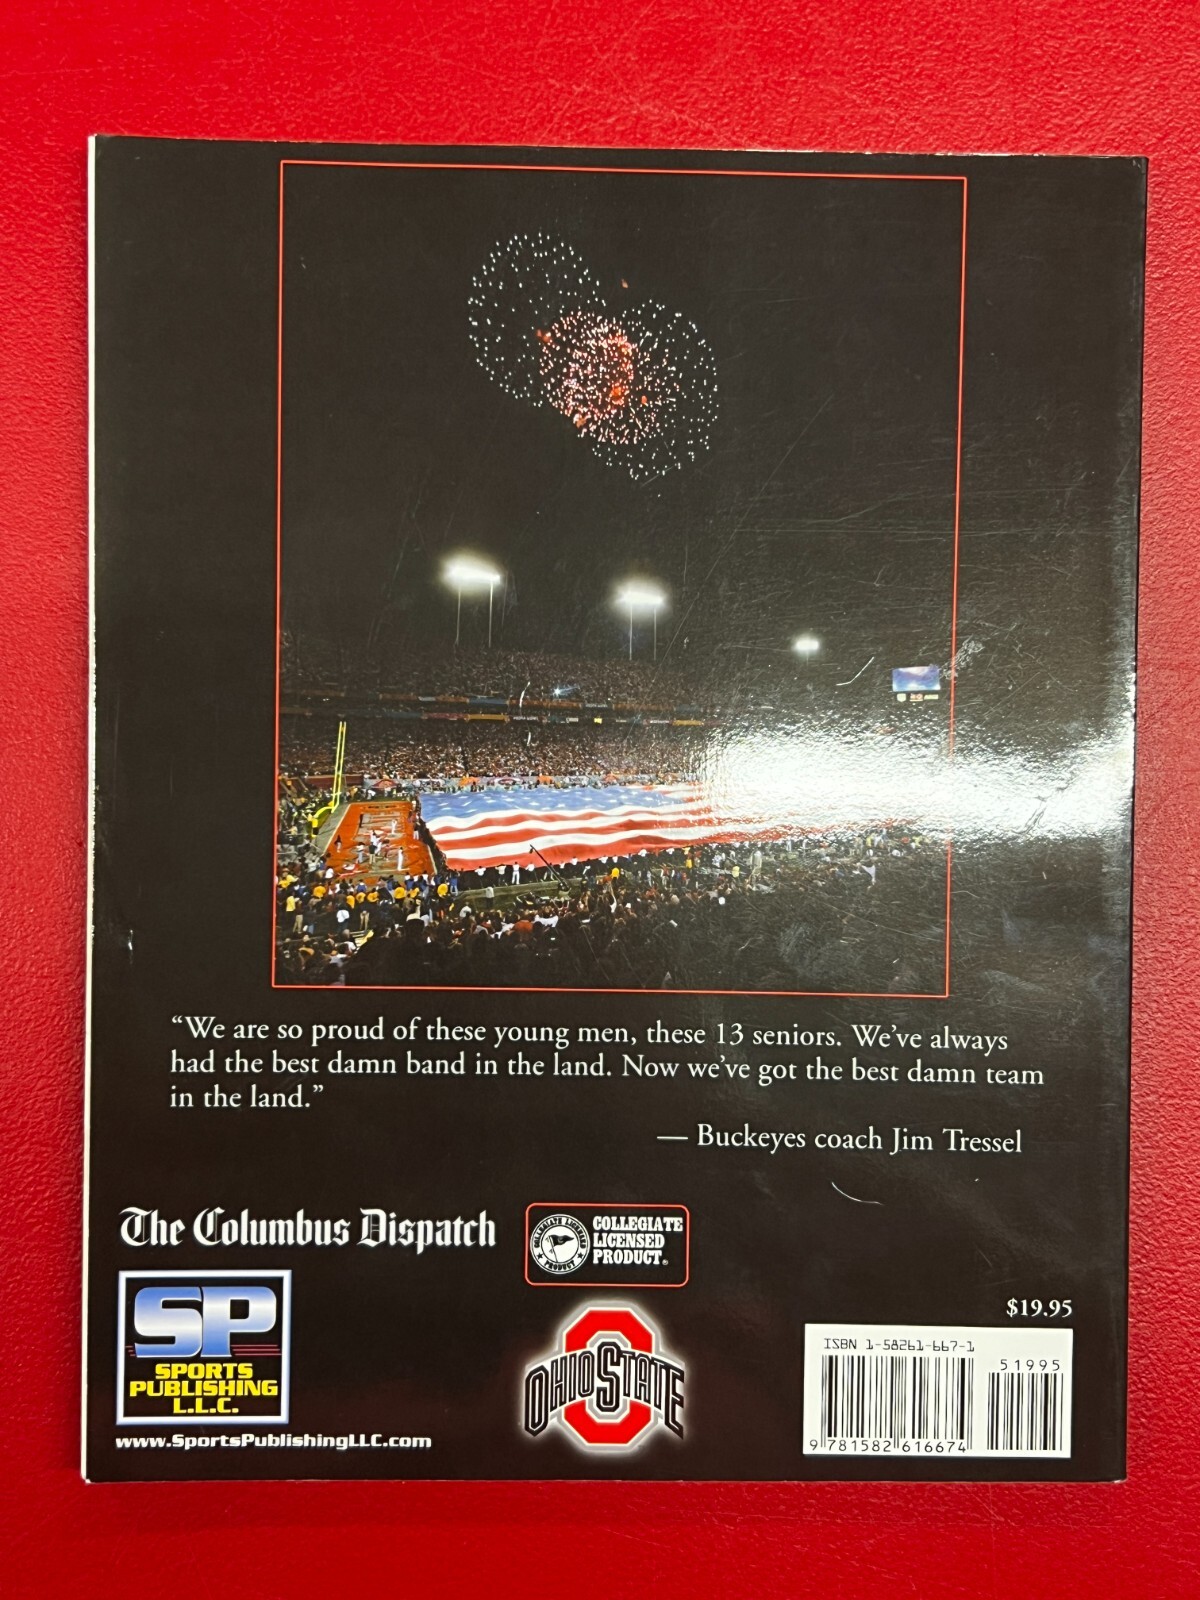 “We are so proud of these young men, these 13 seniors. We’ve always
had the best damn band in the land. Now we’ve got the best damn team
in the land.”
— Buckeyes coach Jim Tressel
The Columbus Dispatch
COLLEGIATE
LICENSED
PRODUCT®
SP
SPORTS
PUBLISHING
L.L.C.
www.SportsPublishingLLC.com
OHIO STATE
$19.95
ISBN 1-58261-667-1
51995
9 781582 616674